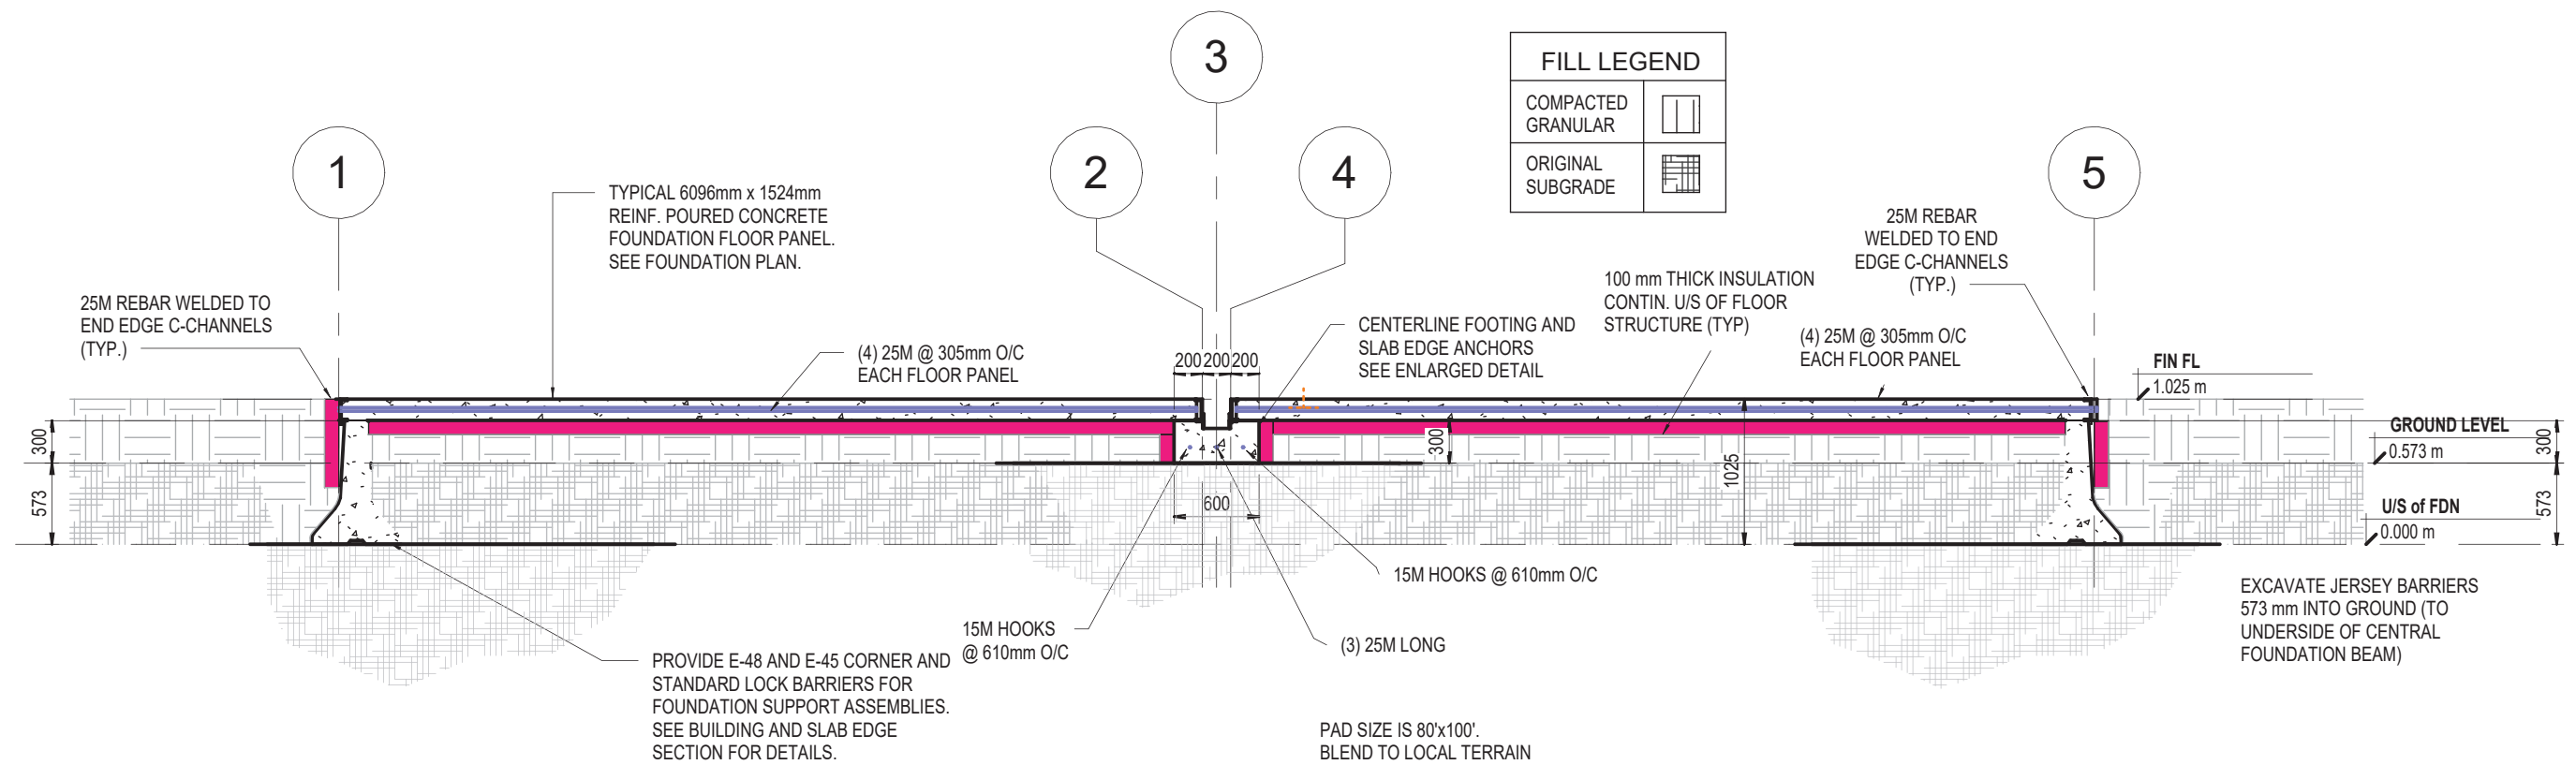 3
FILL LEGEND
COMPACTED
GRANULAR
ORIGINAL
SUBGRADE
1
2
4
5
TYPICAL 6096mm x 1524mm
REINF. POURED CONCRETE
FOUNDATION FLOOR PANEL.
SEE FOUNDATION PLAN.
25M REBAR
WELDED TO END
EDGE C-CHANNELS
(TYP.)
25M REBAR WELDED TO
END EDGE C-CHANNELS
(TYP.)
100 mm THICK INSULATION
CONTIN. U/S OF FLOOR
STRUCTURE (TYP)
CENTERLINE FOOTING AND
SLAB EDGE ANCHORS
SEE ENLARGED DETAIL
(4) 25M @ 305mm O/C
EACH FLOOR PANEL
(4) 25M @ 305mm O/C
EACH FLOOR PANEL
200 200 200
FIN FL
1.025 m
GROUND LEVEL
0.573 m
U/S of FDN
0.000 m
300
573
300
1025
300
573
600
15M HOOKS @ 610mm O/C
15M HOOKS
@ 610mm O/C
(3) 25M LONG
PROVIDE E-48 AND E-45 CORNER AND
STANDARD LOCK BARRIERS FOR
FOUNDATION SUPPORT ASSEMBLIES.
SEE BUILDING AND SLAB EDGE
SECTION FOR DETAILS.
EXCAVATE JERSEY BARRIERS
573 mm INTO GROUND (TO
UNDERSIDE OF CENTRAL
FOUNDATION BEAM)
PAD SIZE IS 80'x100'.
BLEND TO LOCAL TERRAIN